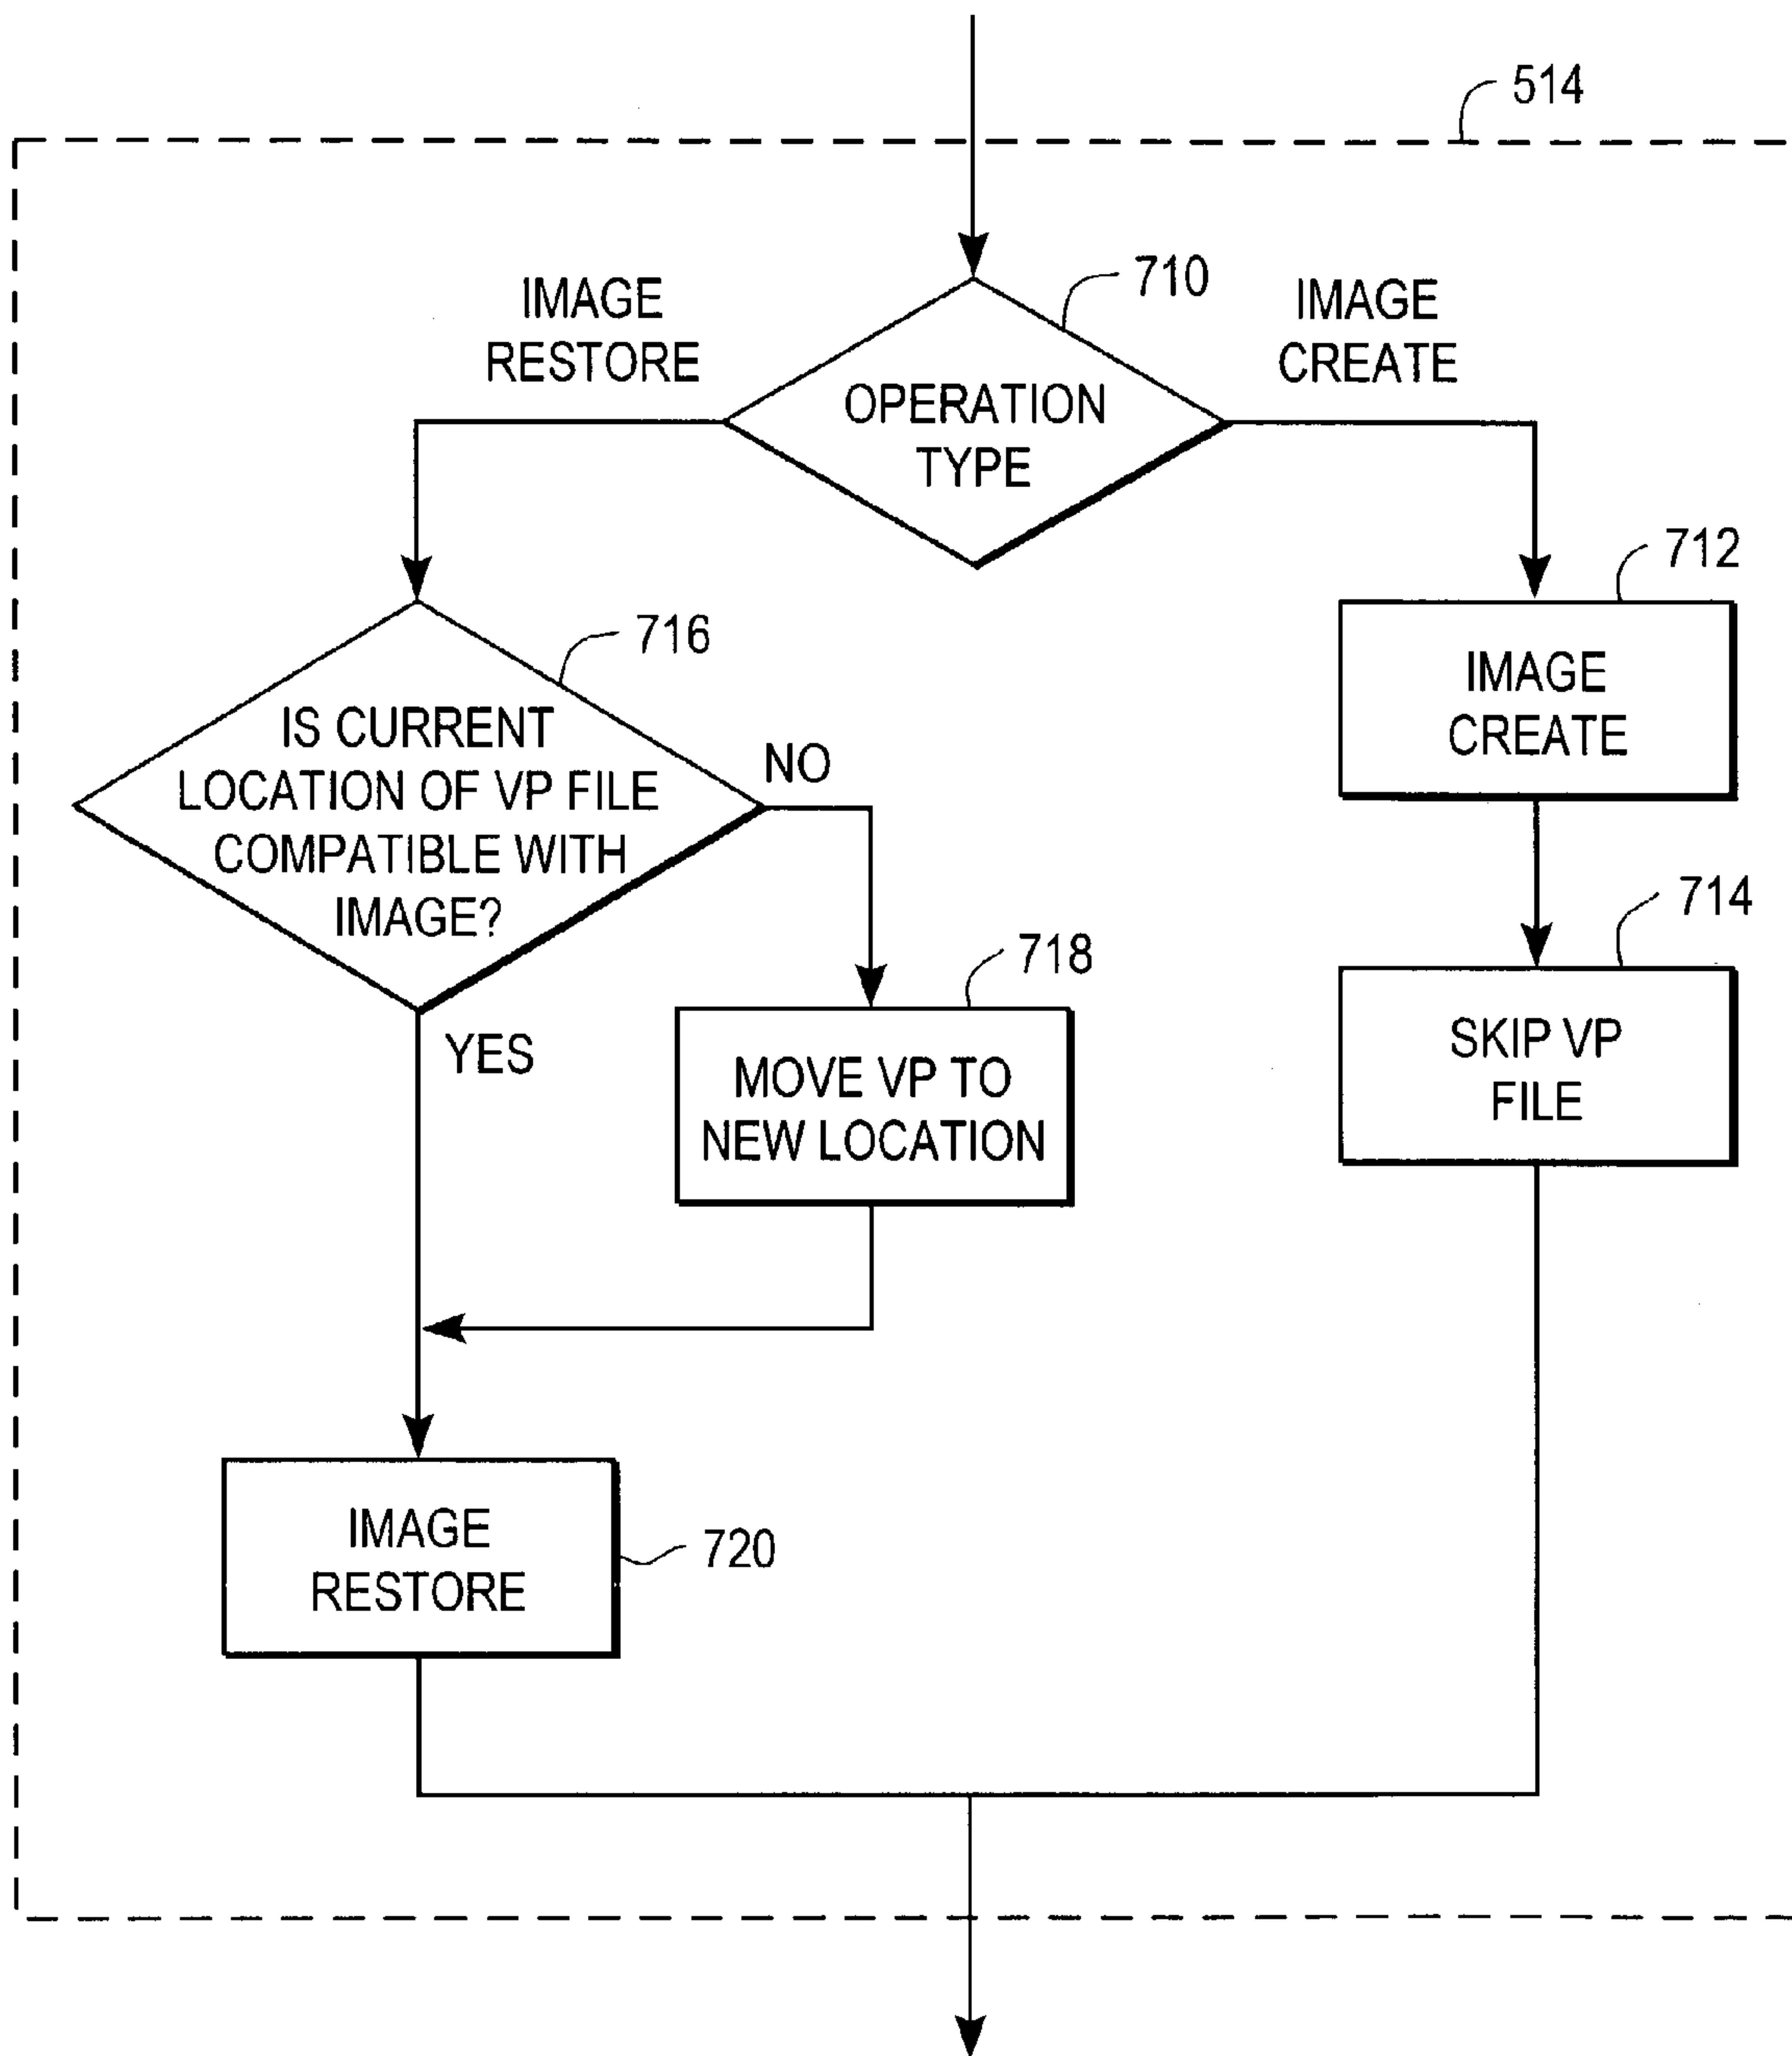 514
710
IMAGE
RESTORE
IMAGE
CREATE
OPERATION
TYPE
712
716
IMAGE
CREATE
IS CURRENT
LOCATION OF VP FILE
COMPATIBLE WITH
IMAGE?
NO
714
718
SKIP VP
FILE
YES
MOVE VP TO
NEW LOCATION
IMAGE
RESTORE
720